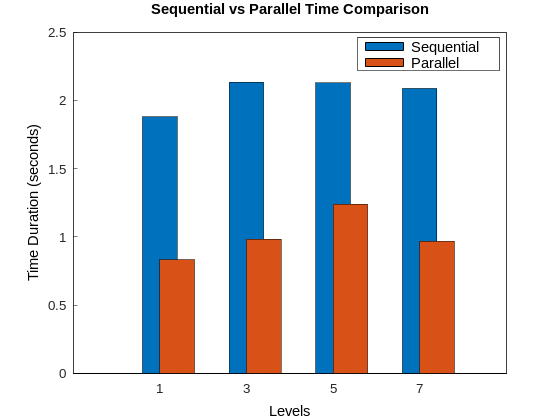 Sequential vs Parallel Time Comparison
Sequential
Parallel
2.5
2
1.5
1
0.5
0
Time Duration (seconds)
1 3 5 7
Levels